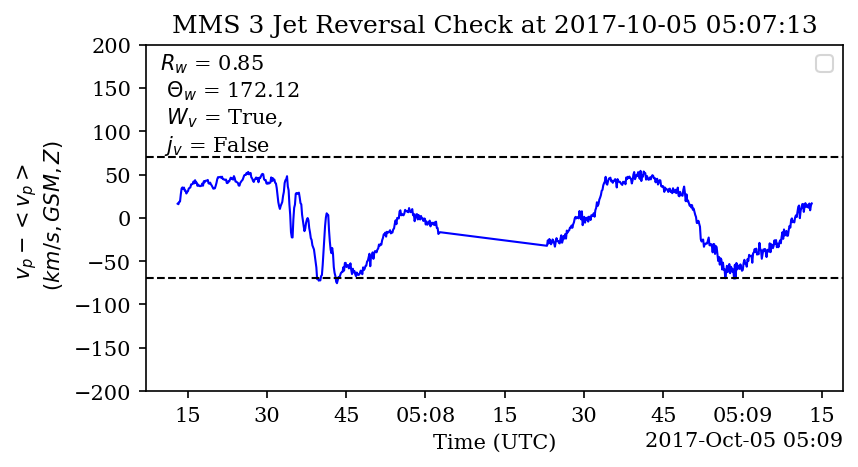 MMS 3 Jet Reversal Check at 2017-10-05 05:07:13
R_w = 0.85
Θ_w = 172.12
W_v = True,
j_v = False
v_p − < v_p >
(km/s, GSM, Z)
200
150
100
50
0
−50
−100
−150
−200
15 30 45 05:08 15 30 45 05:09 15
Time (UTC)
2017-Oct-05 05:09